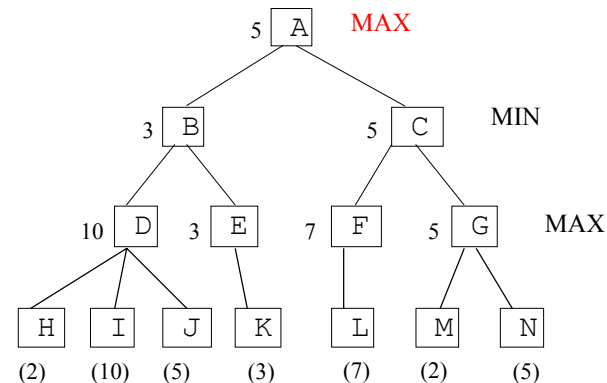 5 A MAX
3 B 5 C MIN
10 D 3 E 7 F 5 G MAX
H I J K L M N
(2) (10) (5) (3) (7) (2) (5)